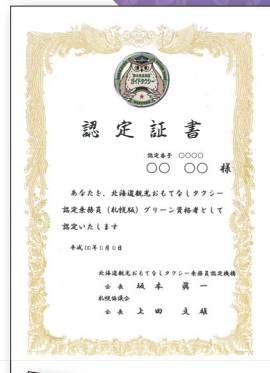 ガイドタクシー
認定証書
認定番号 ○○○○
○○ ○○ 様
あなたを、北海道観光おもてなしタクシー
認定乗務員(札幌版)グリーン資格者として
認定いたします
平成○○年○月○日
北海道観光おもてなしタクシー乗務員認定機構
会長 坂本 眞一
札幌協議会
会長 上田 文雄